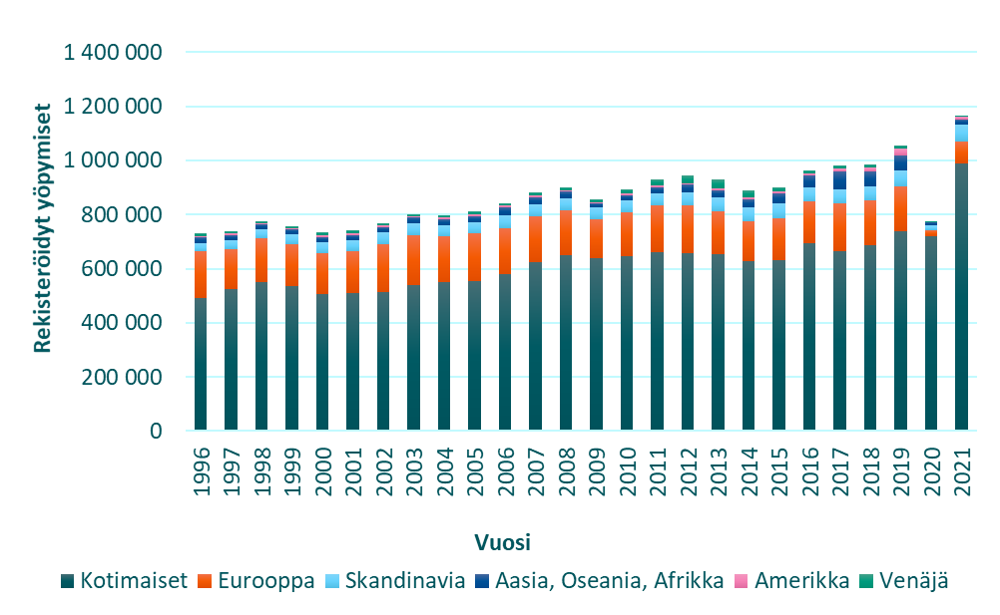 Rekisteröidyt yöpymiset
1 400 000
1 200 000
1 000 000
800 000
600 000
400 000
200 000
0
1996 1997 1998 1999 2000 2001 2002 2003 2004 2005 2006 2007 2008 2009 2010 2011 2012 2013 2014 2015 2016 2017 2018 2019 2020 2021
Vuosi
Kotimaiset Eurooppa Skandinavia Aasia, Oseania, Afrikka Amerikka Venäjä